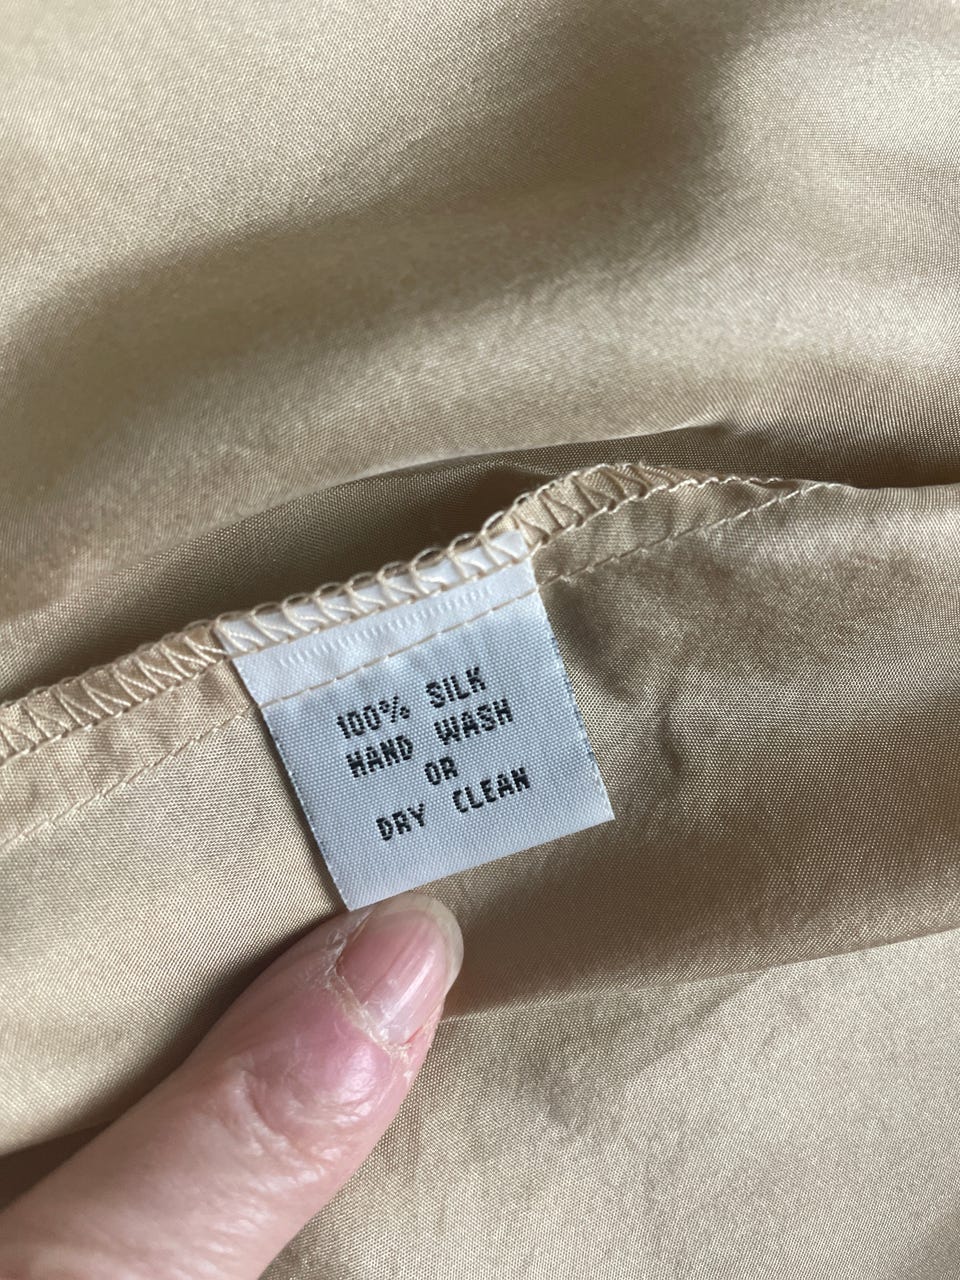 100% SILK
HAND WASH
OR
DRY CLEAN